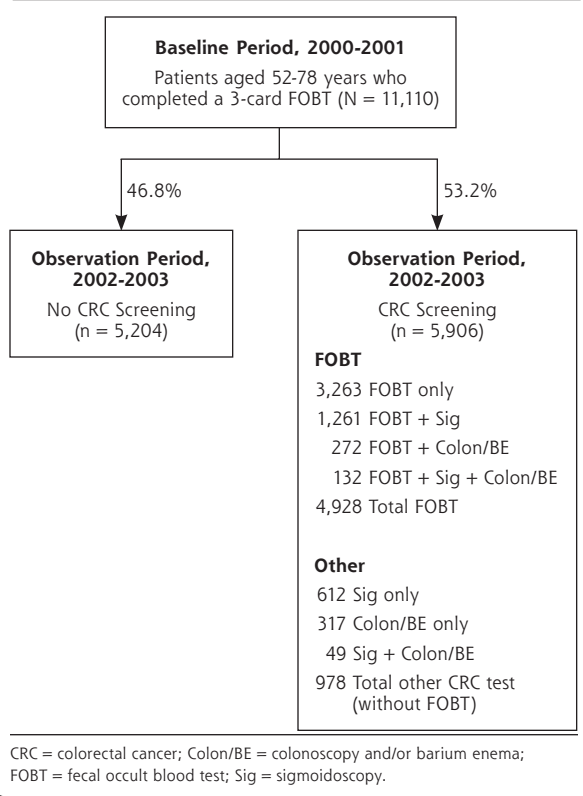 Baseline Period, 2000-2001
Patients aged 52-78 years who
completed a 3-card FOBT (N = 11,110)
46.8%
53.2%
Observation Period,
2002-2003
No CRC Screening
(n = 5,204)
Observation Period,
2002-2003
CRC Screening
(n = 5,906)
FOBT
3,263 FOBT only
1,261 FOBT + Sig
272 FOBT + Colon/BE
132 FOBT + Sig + Colon/BE
4,928 Total FOBT
Other
612 Sig only
317 Colon/BE only
49 Sig + Colon/BE
978 Total other CRC test
(without FOBT)
CRC = colorectal cancer; Colon/BE = colonoscopy and/or barium enema;
FOBT = fecal occult blood test; Sig = sigmoidoscopy.